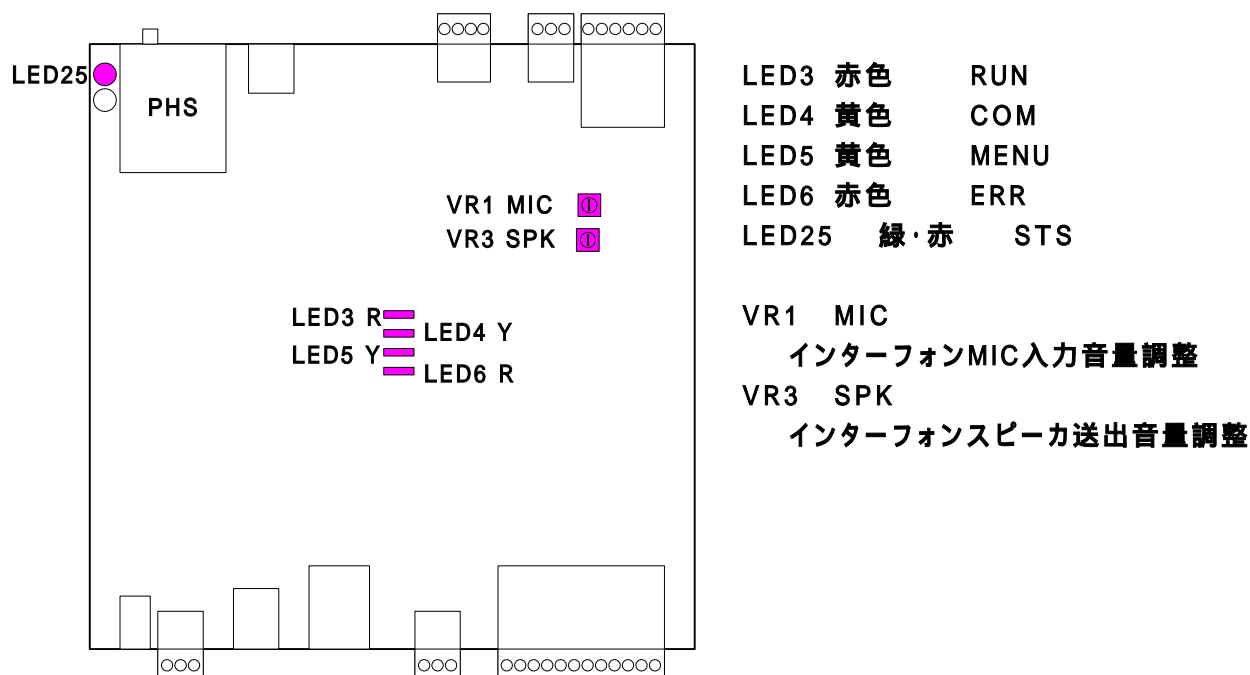 LED25
PHS
VR1 MIC
VR3 SPK
LED3 R
LED4 Y
LED5 Y
LED6 R
LED3 赤色 RUN
LED4 黄色 COM
LED5 黄色 MENU
LED6 赤色 ERR
LED25 緑・赤 STS
VR1 MIC
インターフォンMIC入力音量調整
VR3 SPK
インターフォンスピーカ送出音量調整